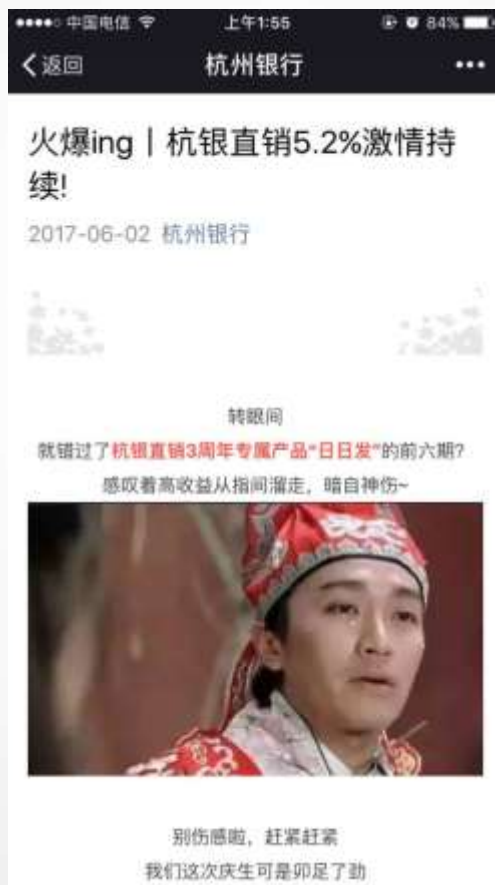 中国电信 上午1:55 84%
返回 杭州银行
火爆ing丨杭银直销5.2%激情持
续!
2017-06-02 杭州银行
转眼间
就错过了杭银直销3周年专属产品“日日发”的前六期?
感叹着高收益从指间溜走，暗自神伤~
别伤感啦，赶紧赶紧
我们这次庆生可是卯足了劲